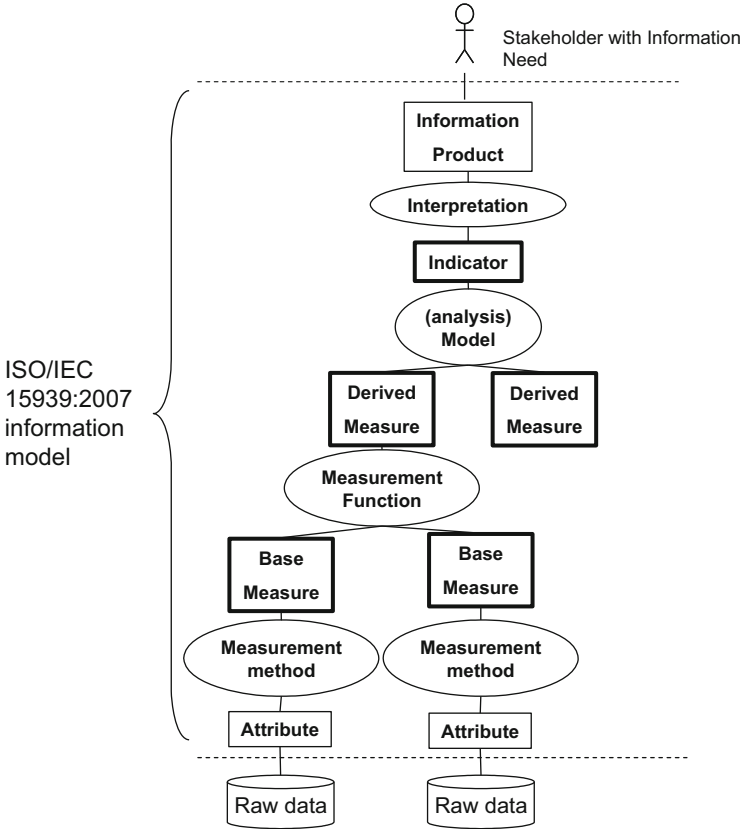 Stakeholder with Information
Need
Information
Product
Interpretation
Indicator
(analysis)
Model
ISO/IEC
15939:2007
information
model
Derived
Measure
Derived
Measure
Measurement
Function
Base
Measure
Base
Measure
Measurement
method
Measurement
method
Attribute
Attribute
Raw data
Raw data